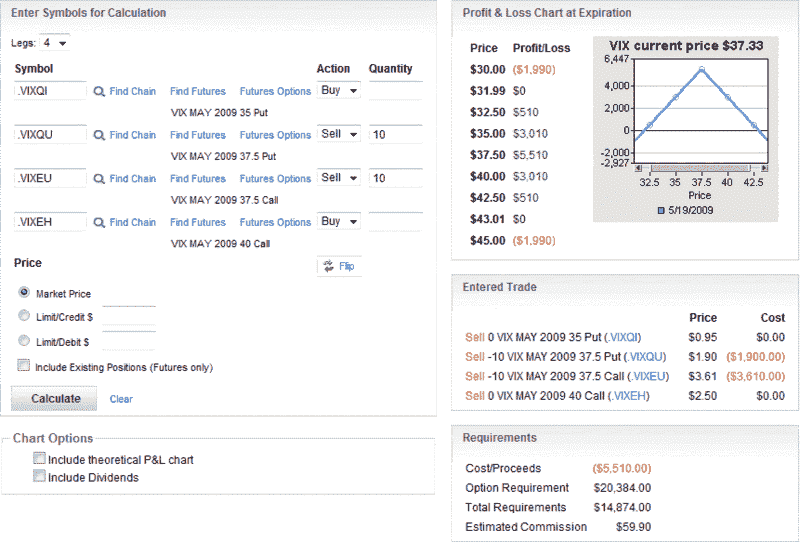 Enter Symbols for Calculation
Legs: 4
Symbol Action Quantity
.VIXQI Find Chain Find Futures Futures Options Buy
VIX MAY 2009 35 Put
.VIXQU Find Chain Find Futures Futures Options Sell 10
VIX MAY 2009 37.5 Put
.VIXEU Find Chain Find Futures Futures Options Sell 10
VIX MAY 2009 37.5 Call
.VIXEH Find Chain Find Futures Futures Options Buy
VIX MAY 2009 40 Call
Price Flip
Market Price
Limit/Credit $
Limit/Debit $
Include Existing Positions (Futures only)
Calculate Clear
Chart Options
Include theoretical P&L chart
Include Dividends
Profit & Loss Chart at Expiration
Price Profit/Loss
$30.00 ($1,990)
$31.99 $0
$32.50 $510
$35.00 $3,010
$37.50 $5,510
$40.00 $3,010
$42.50 $510
$43.01 $0
$45.00 ($1,990)
VIX current price $37.33
6,447
4,000
2,000
0
-2,000
-2,927
32.5 35 37.5 40 42.5
Price
5/19/2009
Entered Trade
Price Cost
Sell 0 VIX MAY 2009 35 Put (.VIXQI) $0.95 $0.00
Sell -10 VIX MAY 2009 37.5 Put (.VIXQU) $1.90 ($1,900.00)
Sell -10 VIX MAY 2009 37.5 Call (.VIXEU) $3.61 ($3,610.00)
Sell 0 VIX MAY 2009 40 Call (.VIXEH) $2.50 $0.00
Requirements
Cost/Proceeds ($5,510.00)
Option Requirement $20,384.00
Total Requirements $14,874.00
Estimated Commission $59.90